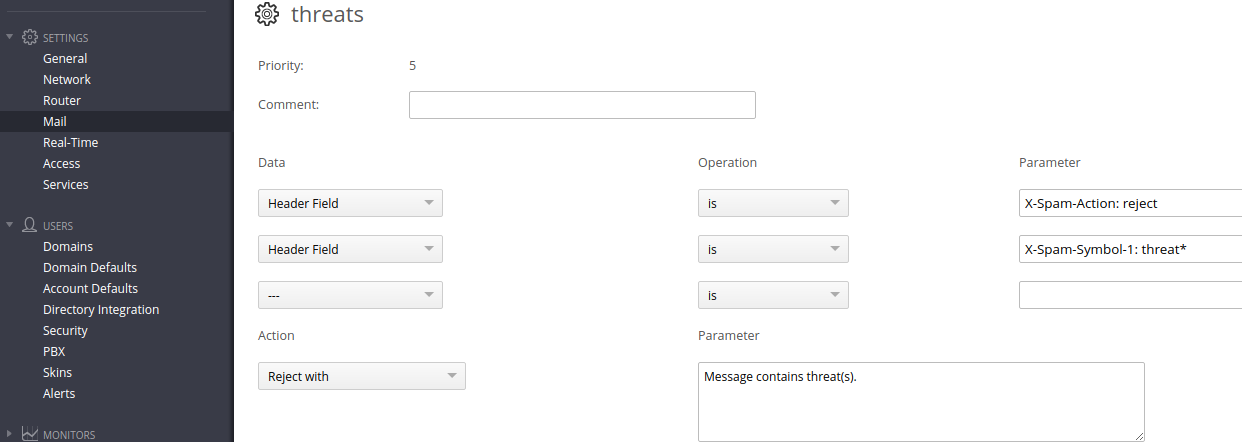 threats
SETTINGS
General
Network
Router
Mail
Real-Time
Access
Services
USERS
Domains
Domain Defaults
Account Defaults
Directory Integration
Security
PBX
Skins
Alerts
MONITORS
Priority: 5
Comment:
Data Operation Parameter
Header Field is X-Spam-Action: reject
Header Field is X-Spam-Symbol-1: threat*
--- is
Action Parameter
Reject with Message contains threat(s).